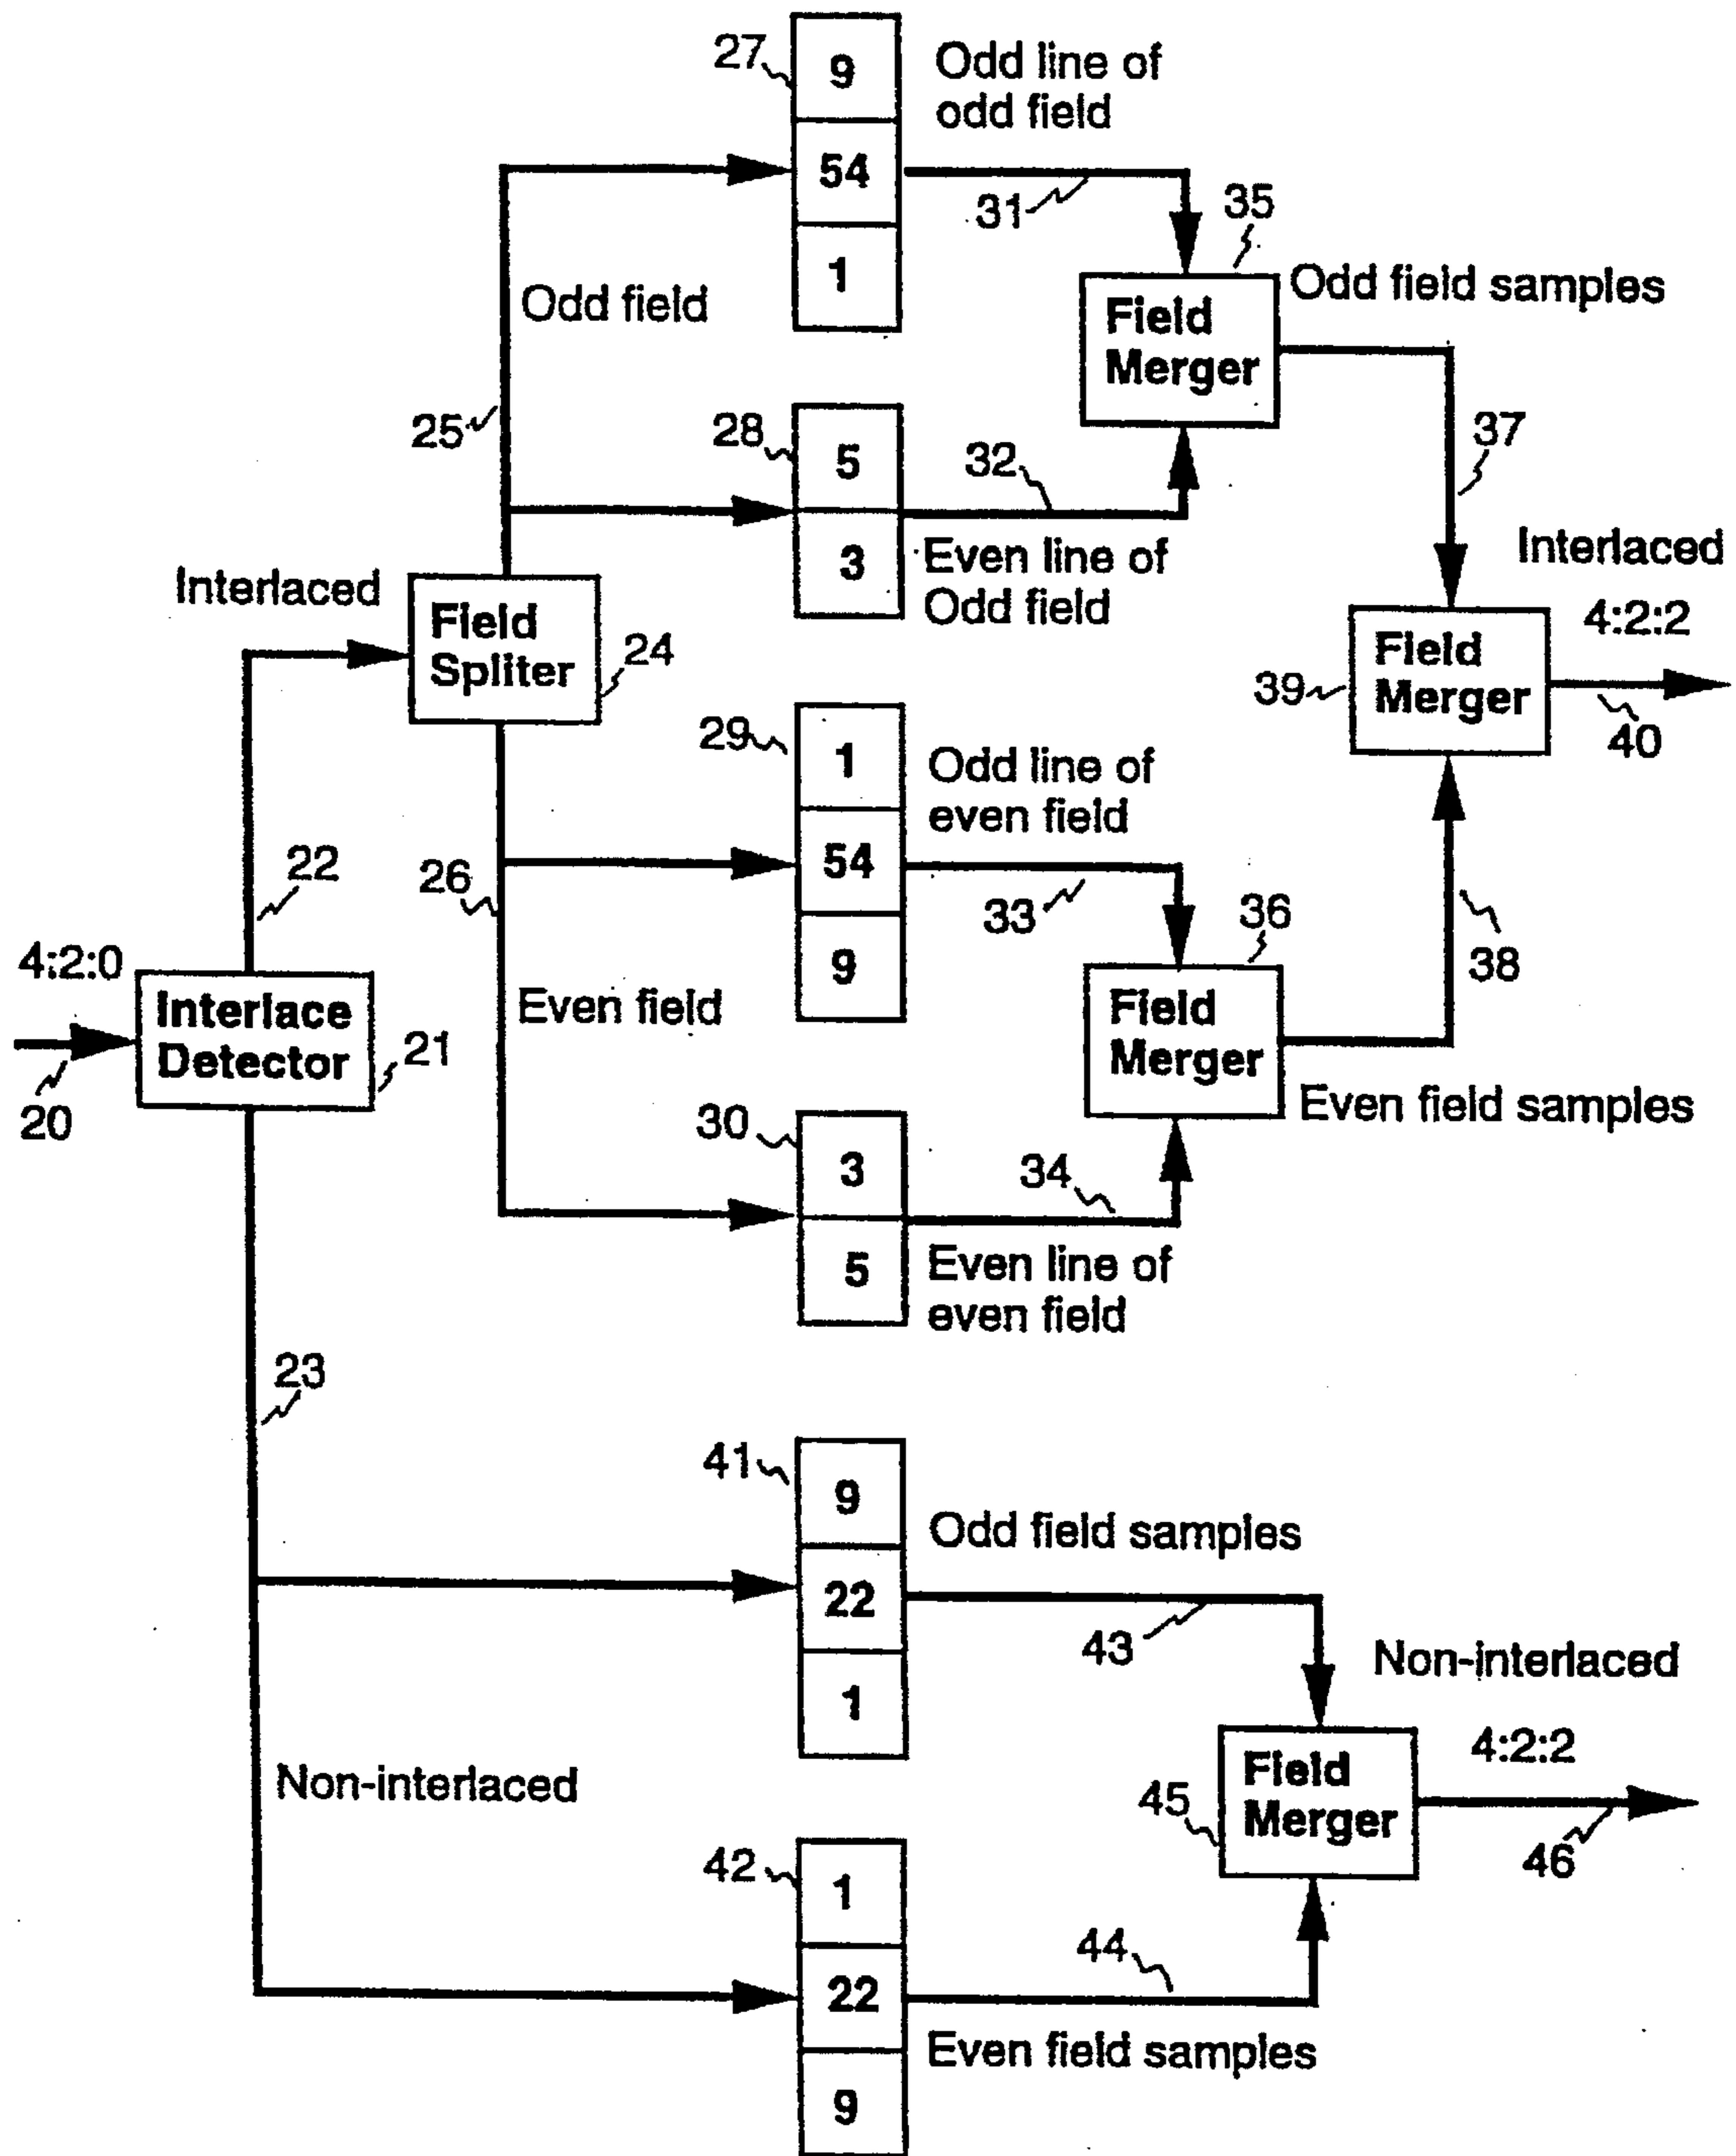 27
9
54
1
Odd line of
odd field
31
35
Odd field samples
Field
Merger
Odd field
25
28
5
3
32
Even line of
Odd field
37
Interlaced
4:2:2
Interlaced
Field
Spliter
24
39
Field
Merger
40
29
1
54
9
Odd line of
even field
33
22
26
36
38
4:2:0
Interlace
Detector
21
20
Even field
Field
Merger
Even field samples
30
3
5
34
Even line of
even field
23
41
9
22
1
Odd field samples
43
Non-interlaced
4:2:2
Non-interlaced
45
Field
Merger
46
42
1
22
9
44
Even field samples